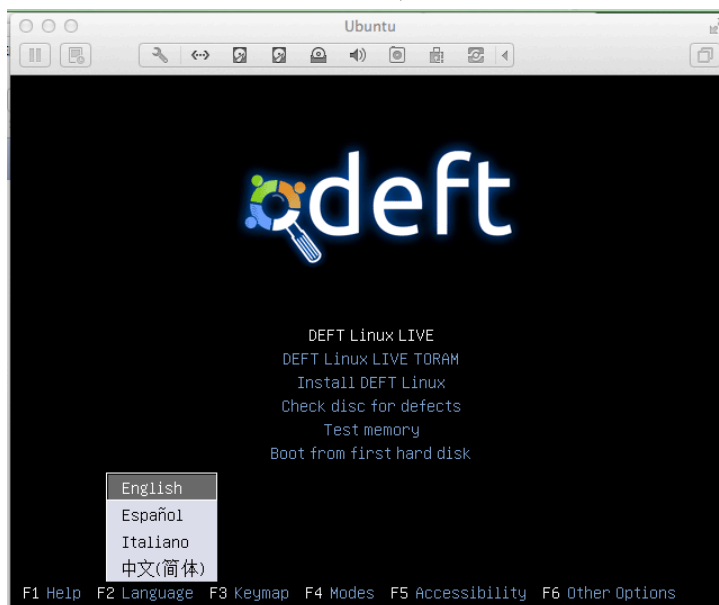 Ubuntu
deft
DEFT Linux LIVE
DEFT Linux LIVE TORAM
Install DEFT Linux
Check disc for defects
Test memory
Boot from first hard disk
English
Español
Italiano
中文(简体)
F1 Help F2 Language F3 Keymap F4 Modes F5 Accessibility F6 Other Options